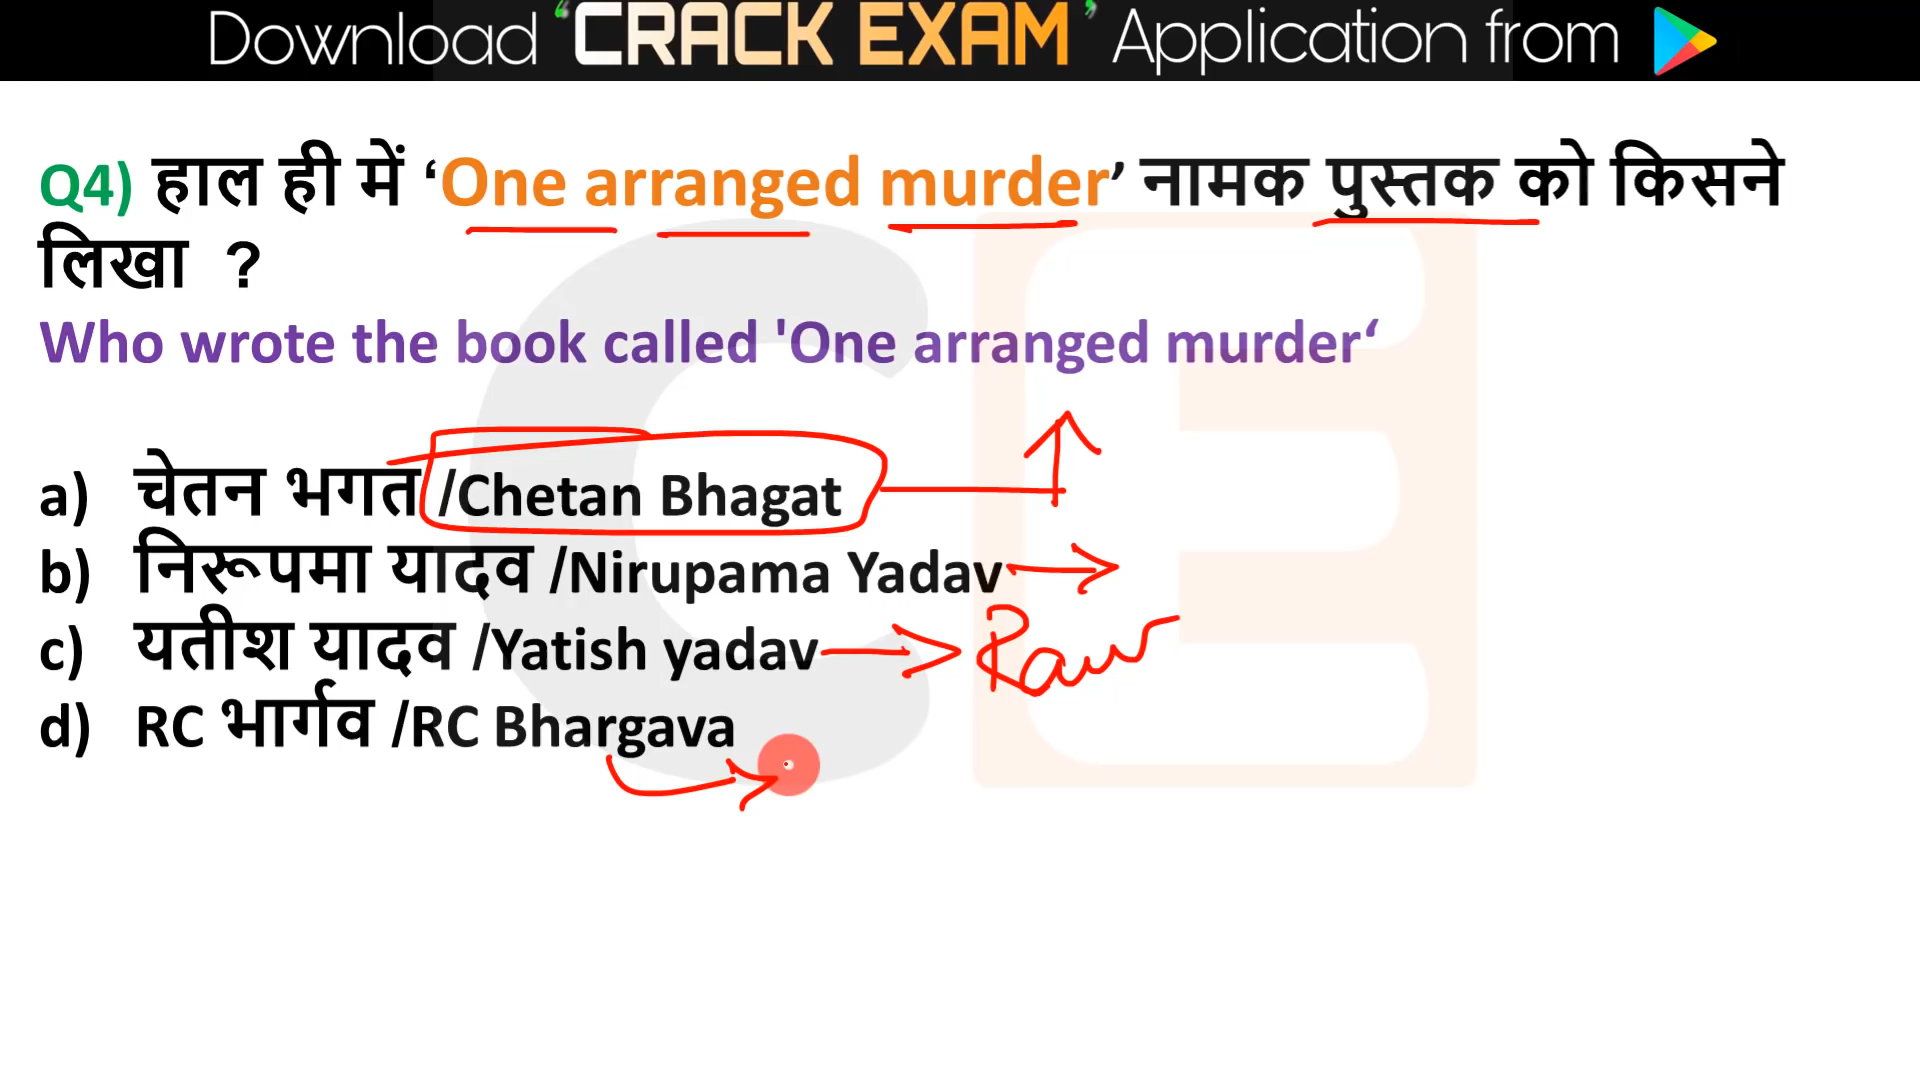 Download ‘CRACK EXAM’ Application from
Q4) हाल ही में ‘One arranged murder’ नामक पुस्तक को किसने
लिखा ?
Who wrote the book called 'One arranged murder‘
a) चेतन भगत /Chetan Bhagat
b) निरूपमा यादव /Nirupama Yadav
c) यतीश यादव /Yatish yadav Raw
d) RC भार्गव /RC Bhargava
CE